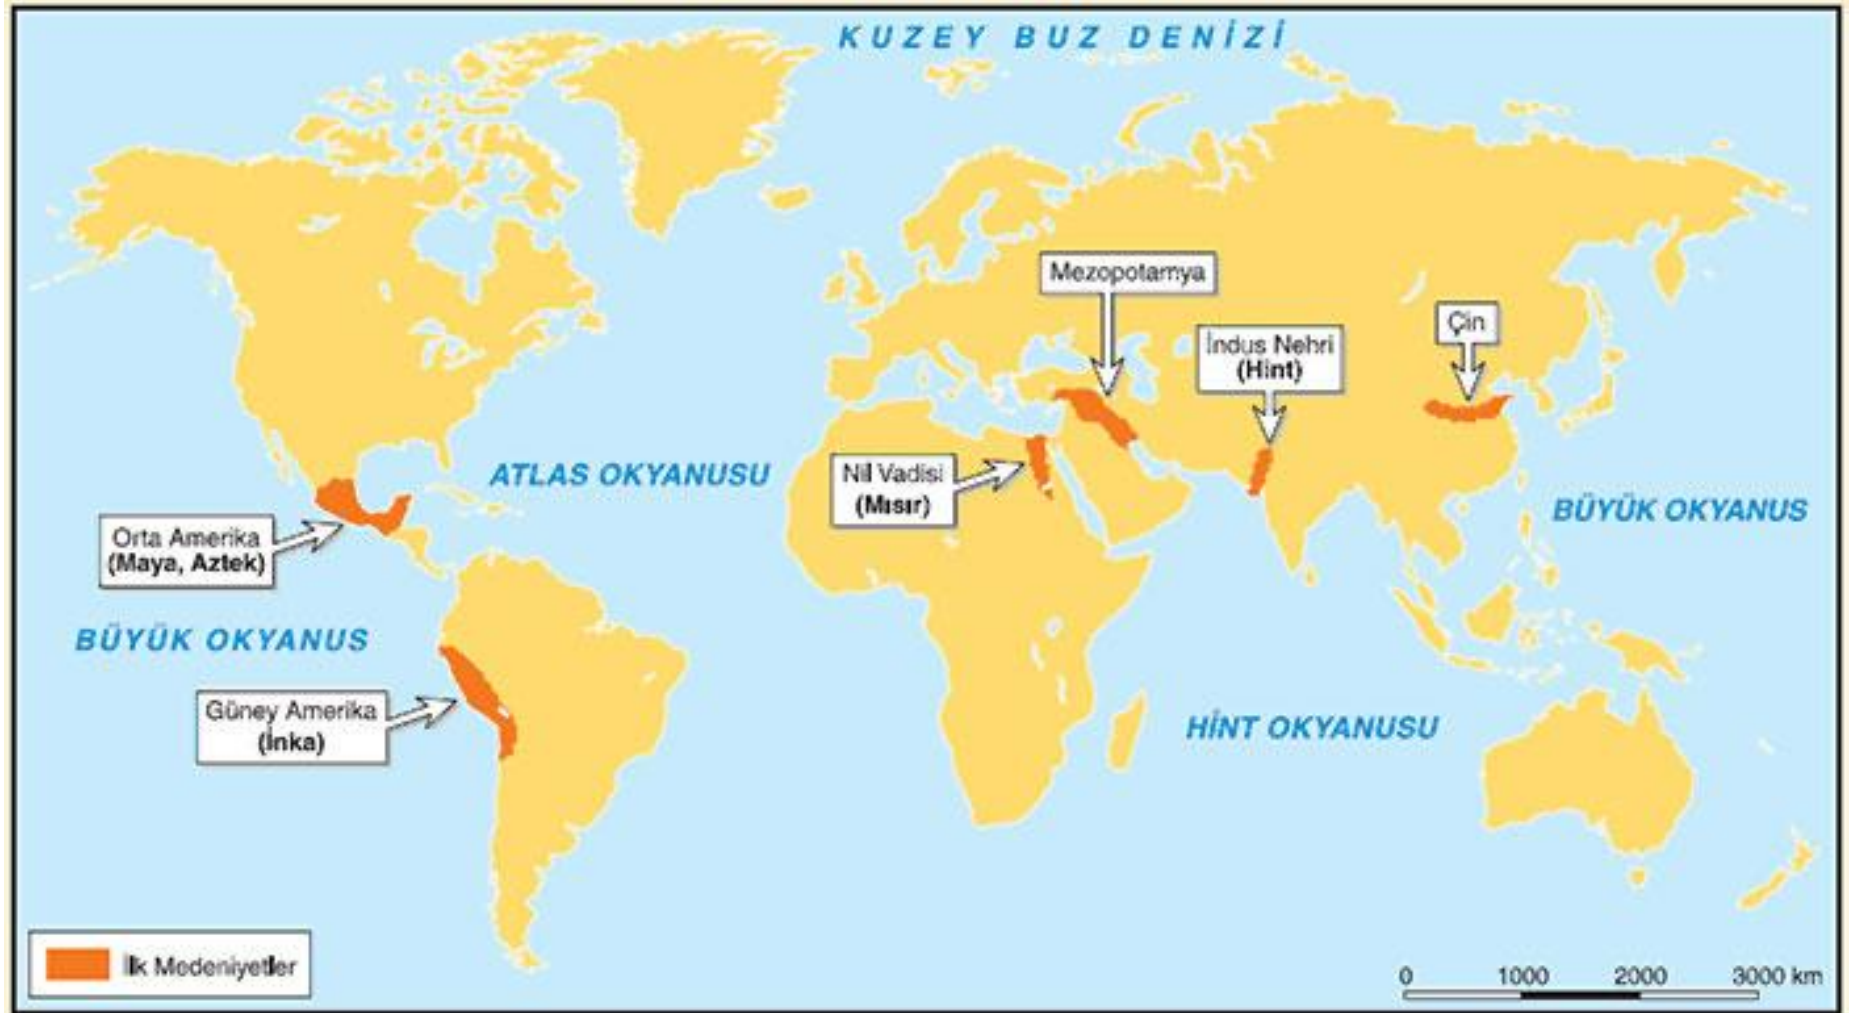 KUZEY BUZ DENİZİ
Mezopotamya
Çin
İndus Nehri
(Hint)
ATLAS OKYANUSU
Nil Vadisi
(Mısır)
BÜYÜK OKYANUS
Orta Amerika
(Maya, Aztek)
BÜYÜK OKYANUS
Güney Amerika
(İnka)
HİNT OKYANUSU
İlk Medeniyetler
0 1000 2000 3000 km